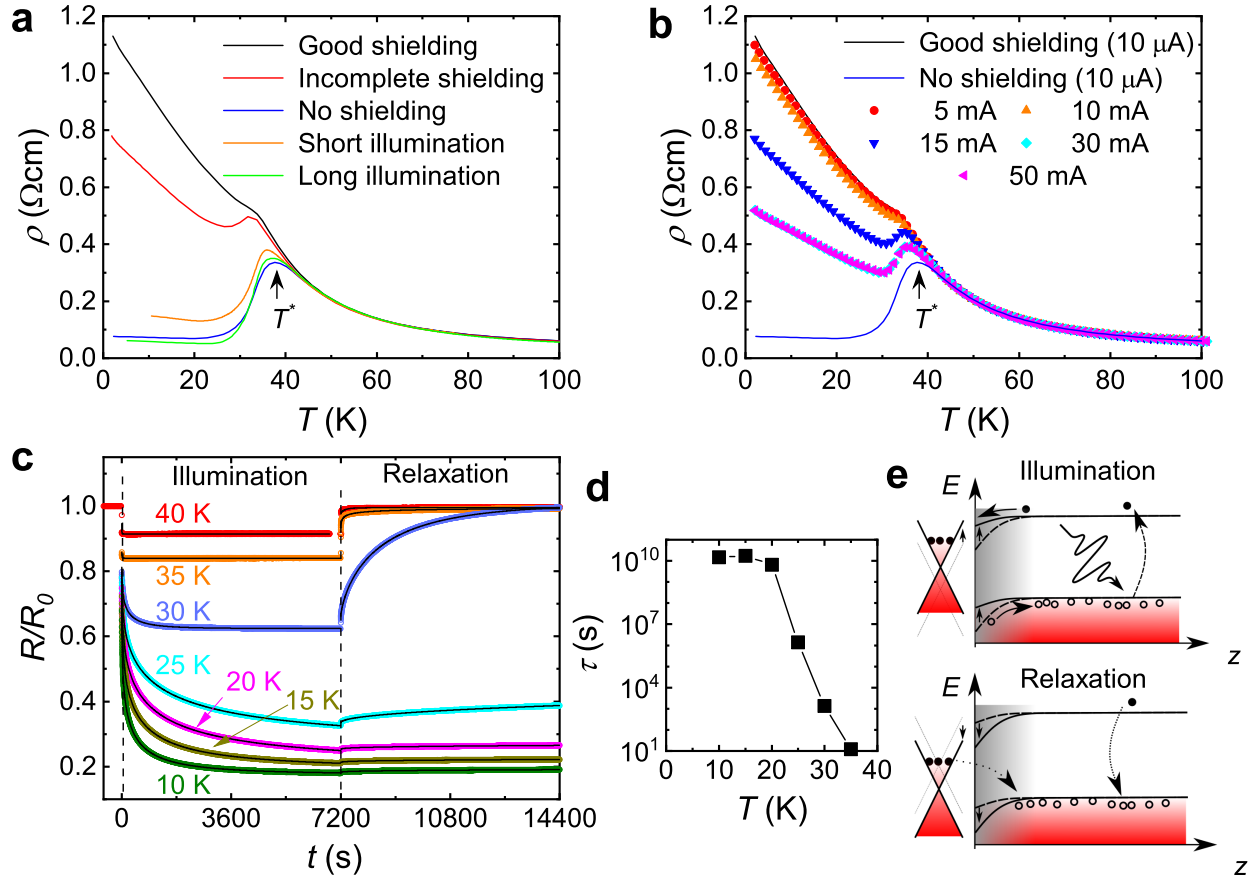 a
1.2
1.0
0.8
0.6
0.4
0.2
0.0
ρ (Ωcm)
Good shielding
Incomplete shielding
No shielding
Short illumination
Long illumination
T*
0 20 40 60 80 100
T (K)
b
1.2
1.0
0.8
0.6
0.4
0.2
0.0
ρ (Ωcm)
Good shielding (10 μA)
No shielding (10 μA)
5 mA 10 mA
15 mA 30 mA
50 mA
T*
0 20 40 60 80 100
T (K)
c
Illumination Relaxation
1.0
0.8
0.6
0.4
0.2
R/R0
40 K
35 K
30 K
25 K
20 K
15 K
10 K
0 3600 7200 10800 14400
t (s)
d
10^10
10^7
10^4
10^1
τ (s)
0 10 20 30 40
T (K)
e
Illumination
E
z
Relaxation
E
z